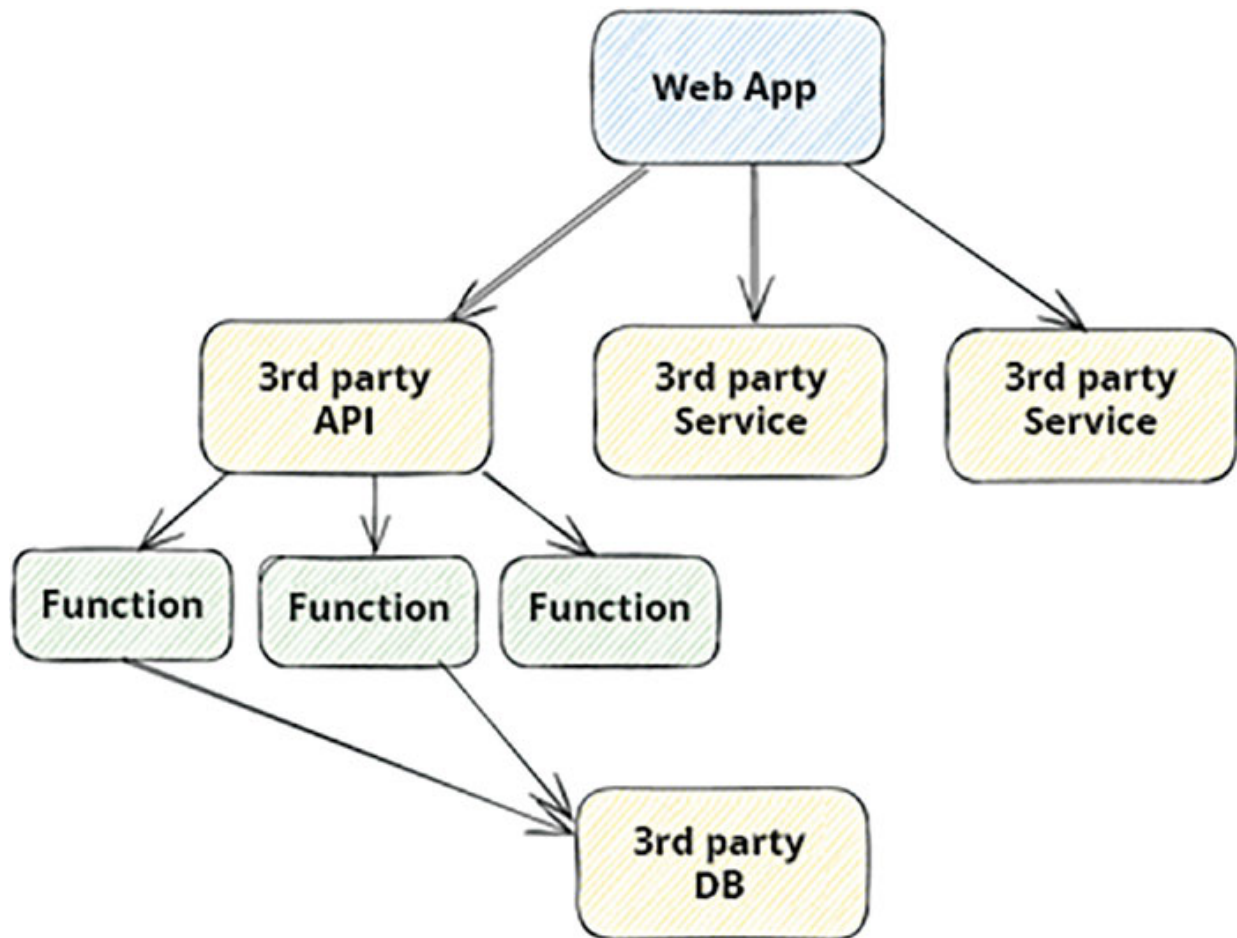 Web App
3rd party
API
3rd party
Service
3rd party
Service
Function
Function
Function
3rd party
DB